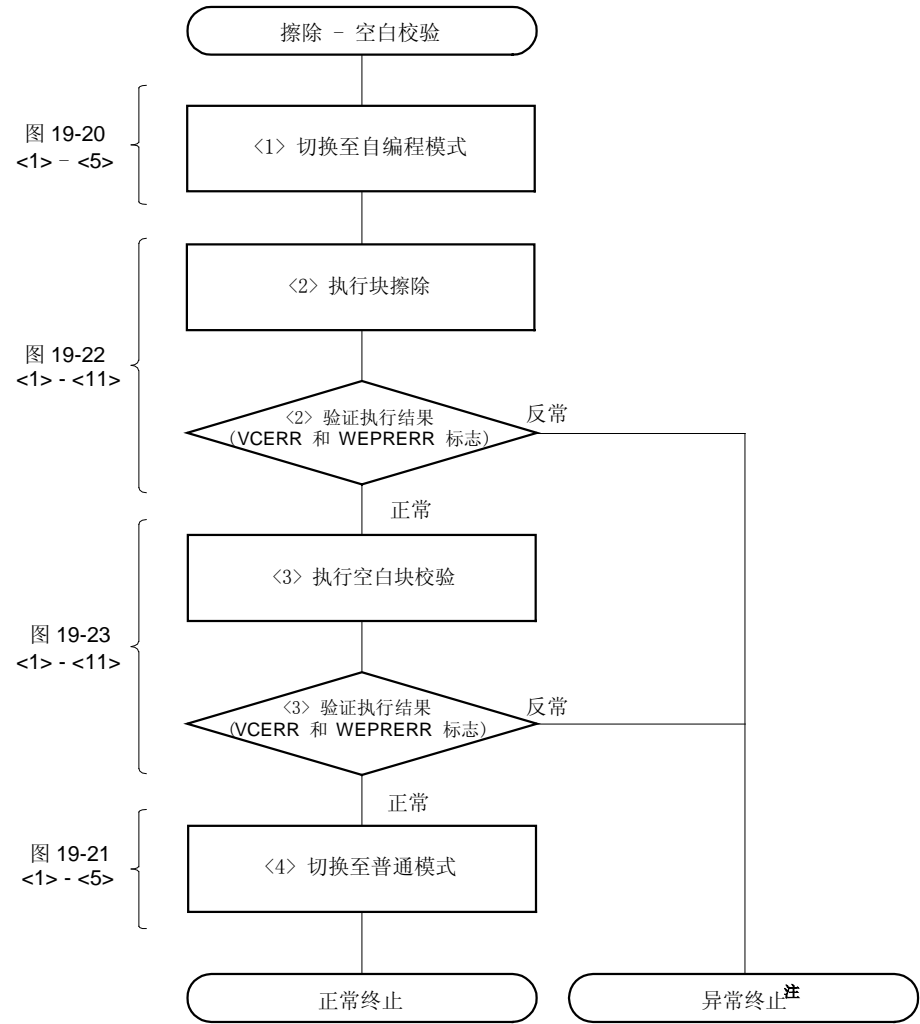 擦除 - 空白校验
图 19-20
<1> - <5>
<1> 切换至自编程模式
<2> 执行块擦除
图 19-22
<1> - <11>
<2> 验证执行结果
(VCERR 和 WEPRERR 标志)
反常
正常
<3> 执行空白块校验
图 19-23
<1> - <11>
<3> 验证执行结果
(VCERR 和 WEPRERR 标志)
反常
正常
图 19-21
<1> - <5>
<4> 切换至普通模式
正常终止
异常终止注